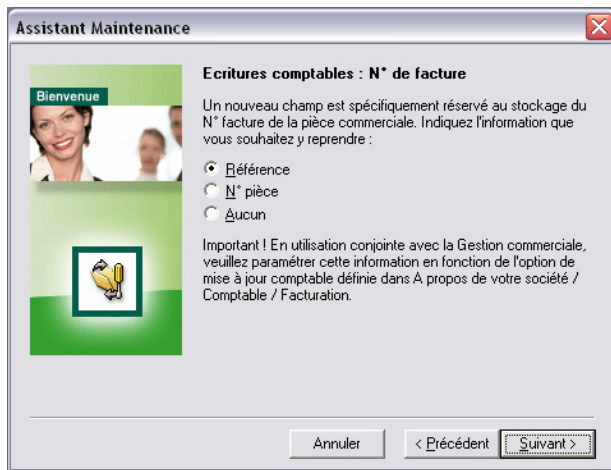 Assistant Maintenance
Bienvenue
Ecritures comptables : N° de facture
Un nouveau champ est spécifiquement réservé au stockage du
N° facture de la pièce commerciale. Indiquez l'information que
vous souhaitez y reprendre :
Référence
N° pièce
Aucun
Important ! En utilisation conjointe avec la Gestion commerciale,
veuillez paramétrer cette information en fonction de l'option de
mise à jour comptable définie dans A propos de votre société /
Comptable / Facturation.
Annuler
< Précédent
Suivant >